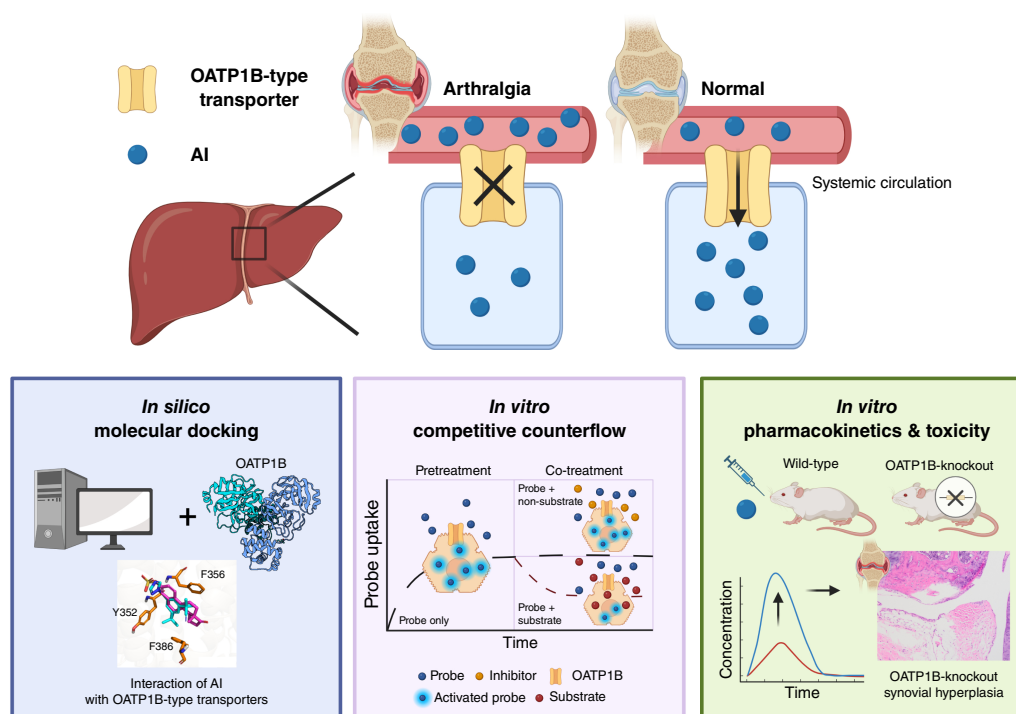 OATP1B-type
transporter
AI
Arthralgia
Normal
Systemic circulation
In silico
molecular docking
OATP1B
F356
Y352
F386
Interaction of AI
with OATP1B-type transporters
In vitro
competitive counterflow
Pretreatment
Co-treatment
Probe +
non-substrate
Probe uptake
Probe only
Probe +
substrate
Time
Probe
Inhibitor
OATP1B
Activated probe
Substrate
In vitro
pharmacokinetics & toxicity
Wild-type
OATP1B-knockout
Concentration
Time
OATP1B-knockout
synovial hyperplasia